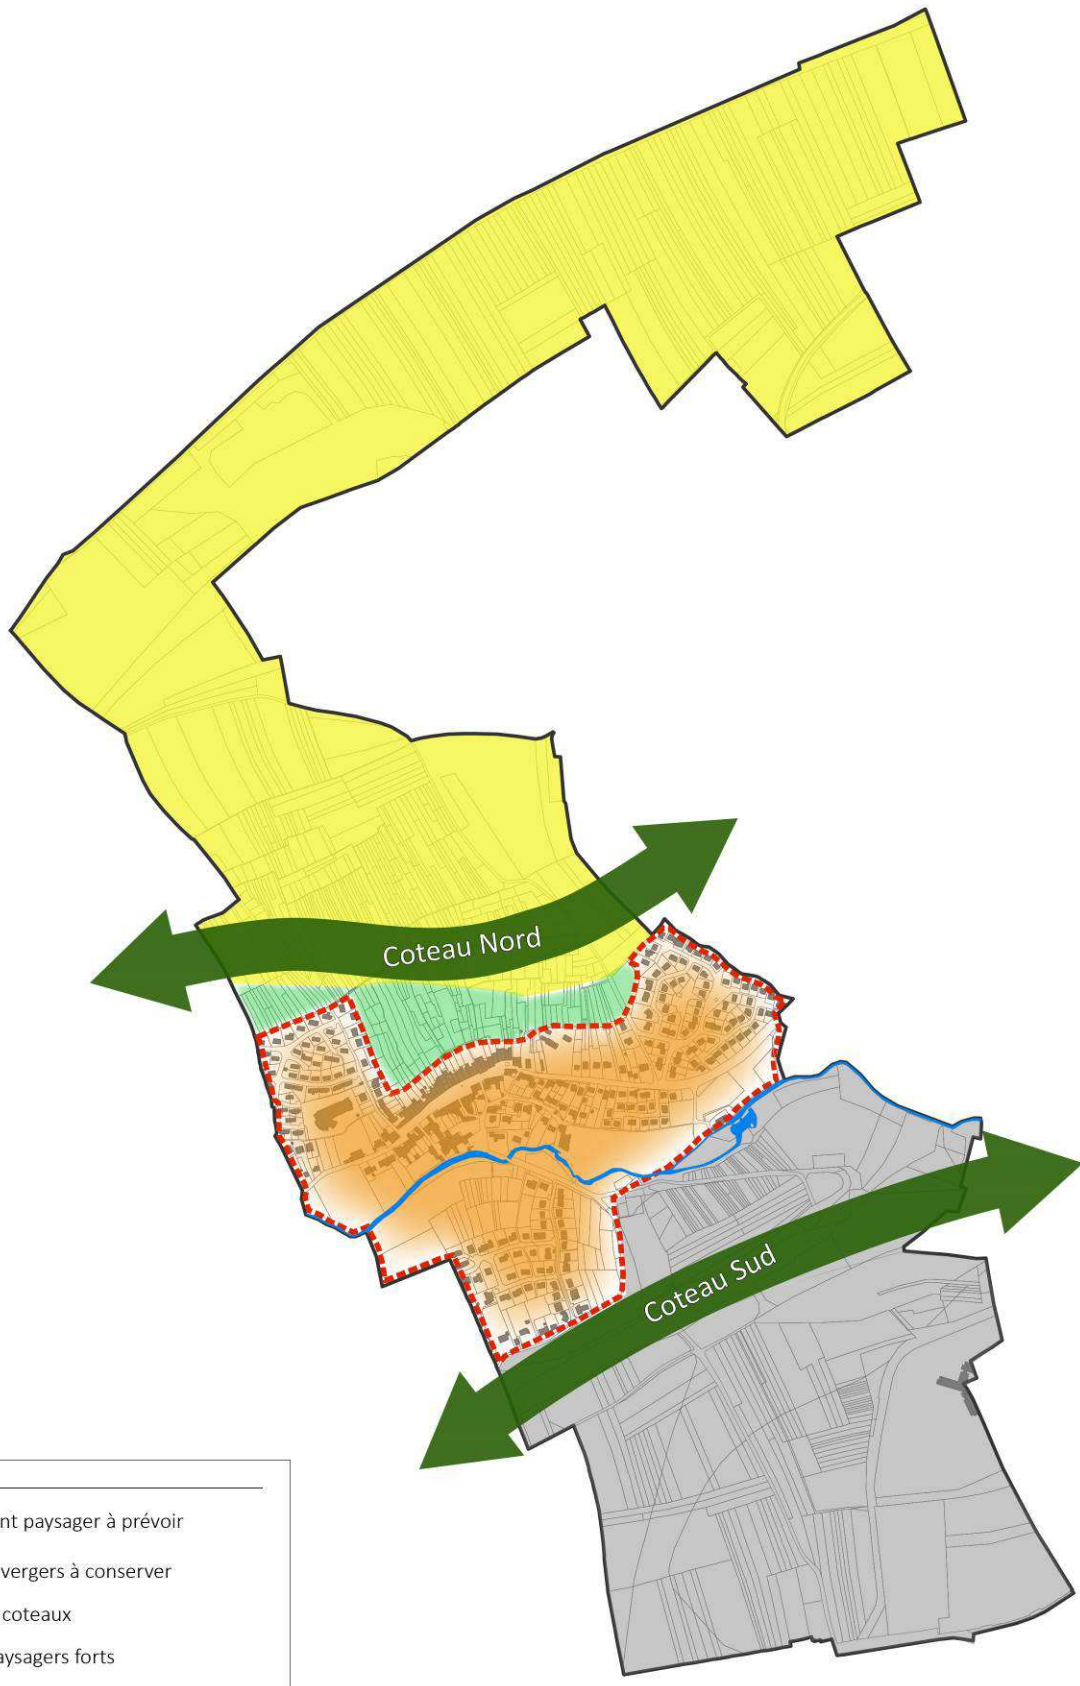 Coteau Nord
Coteau Sud
nt paysager à prévoir
vergers à conserver
coteaux
aysagers forts